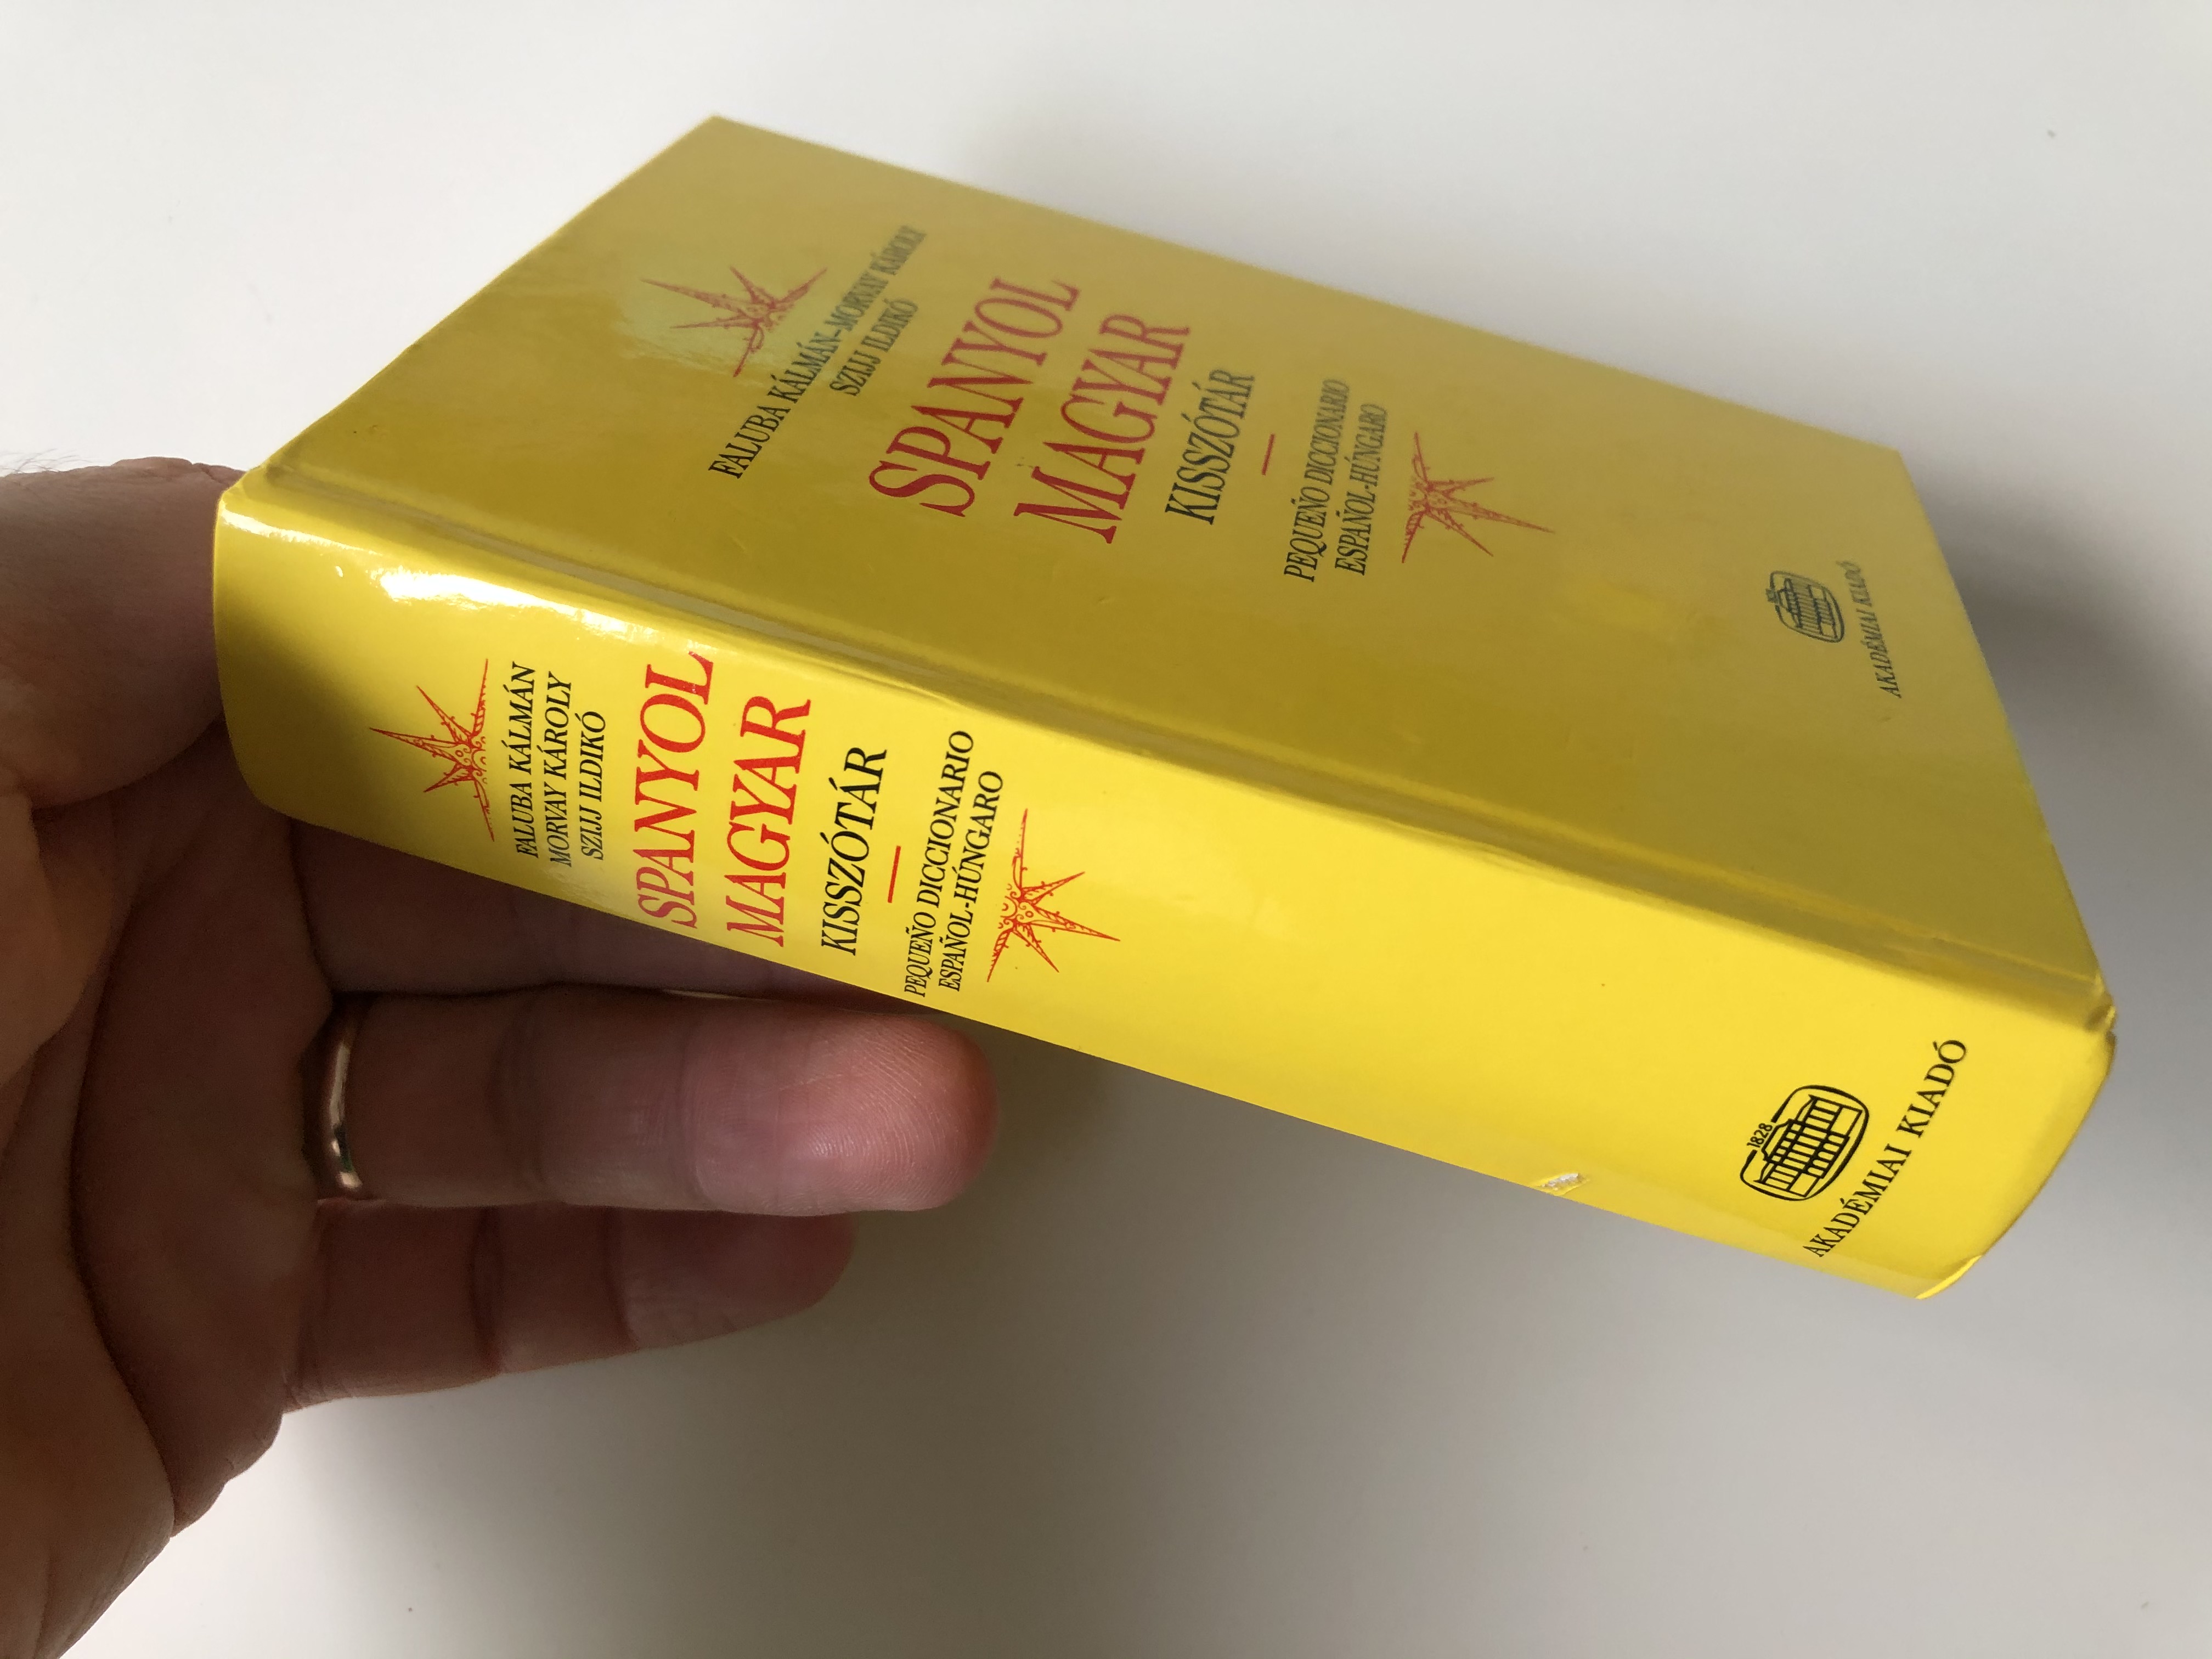 FALUBA KÁLMÁN–MORVAY KÁROLY
SZIJJ ILDIKÓ
SPANYOL
MAGYAR
KISSZÓTÁR
PEQUEÑO DICCIONARIO
ESPAÑOL-HÚNGARO
AKADÉMIAI KIADÓ
FALUBA KÁLMÁN
MORVAY KÁROLY
SZIJJ ILDIKÓ
SPANYOL
MAGYAR
KISSZÓTÁR
PEQUEÑO DICCIONARIO
ESPAÑOL-HÚNGARO
1828
AKADÉMIAI KIADÓ